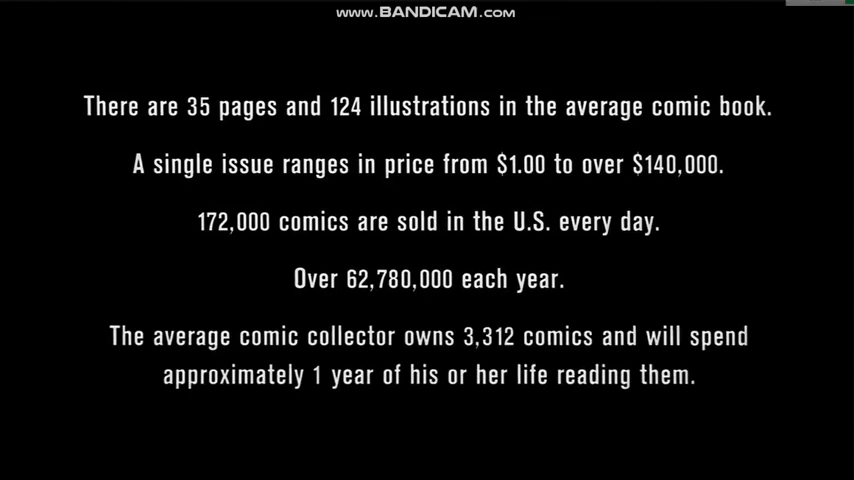 www.BANDICAM.com
There are 35 pages and 124 illustrations in the average comic book.
A single issue ranges in price from $1.00 to over $140,000.
172,000 comics are sold in the U.S. every day.
Over 62,780,000 each year.
The average comic collector owns 3,312 comics and will spend
approximately 1 year of his or her life reading them.